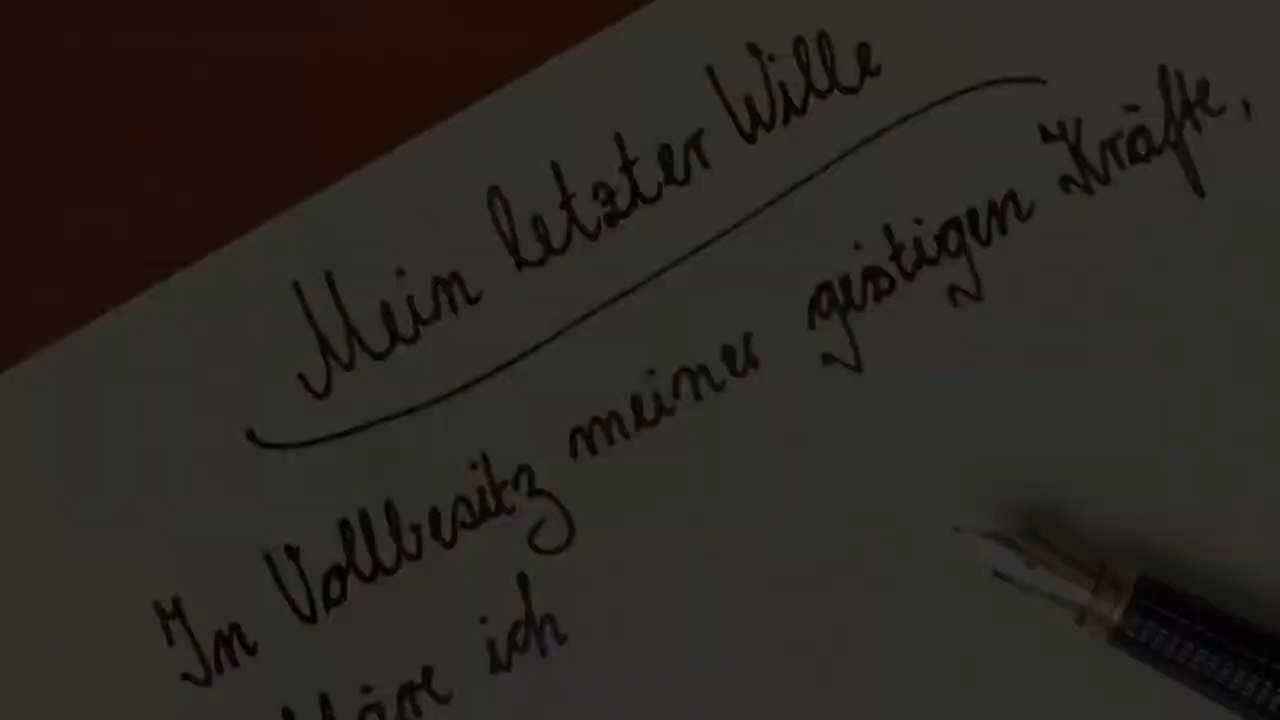 Mein letzter Wille
In Vollbesitz meiner geistigen Kräfte,
ich